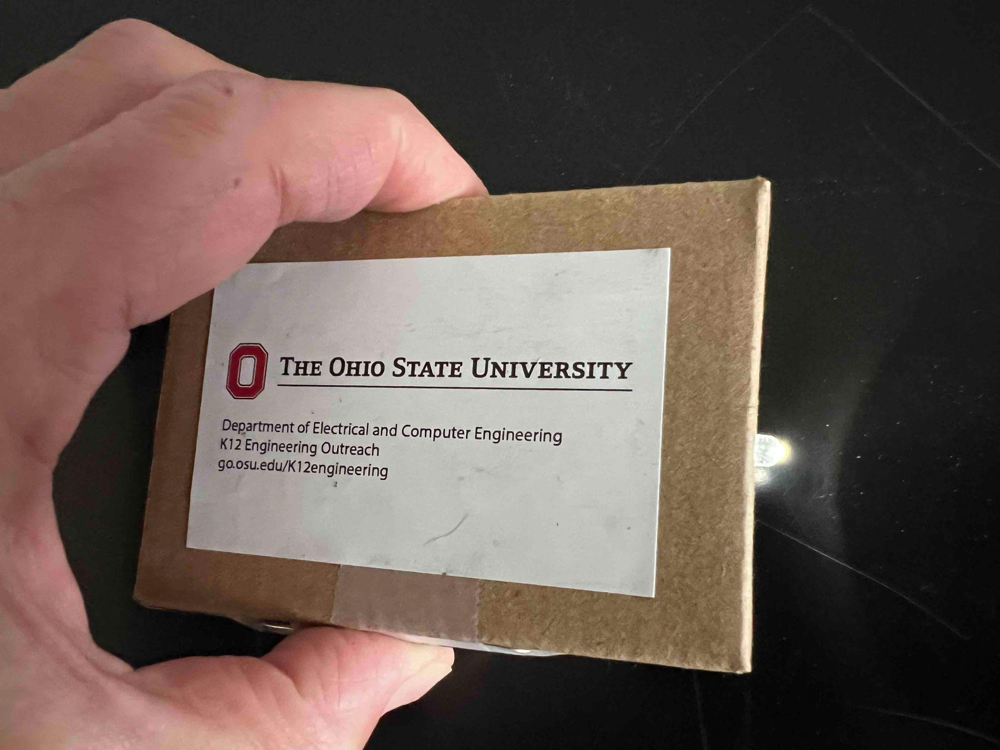 THE OHIO STATE UNIVERSITY
Department of Electrical and Computer Engineering
K12 Engineering Outreach
go.osu.edu/K12engineering